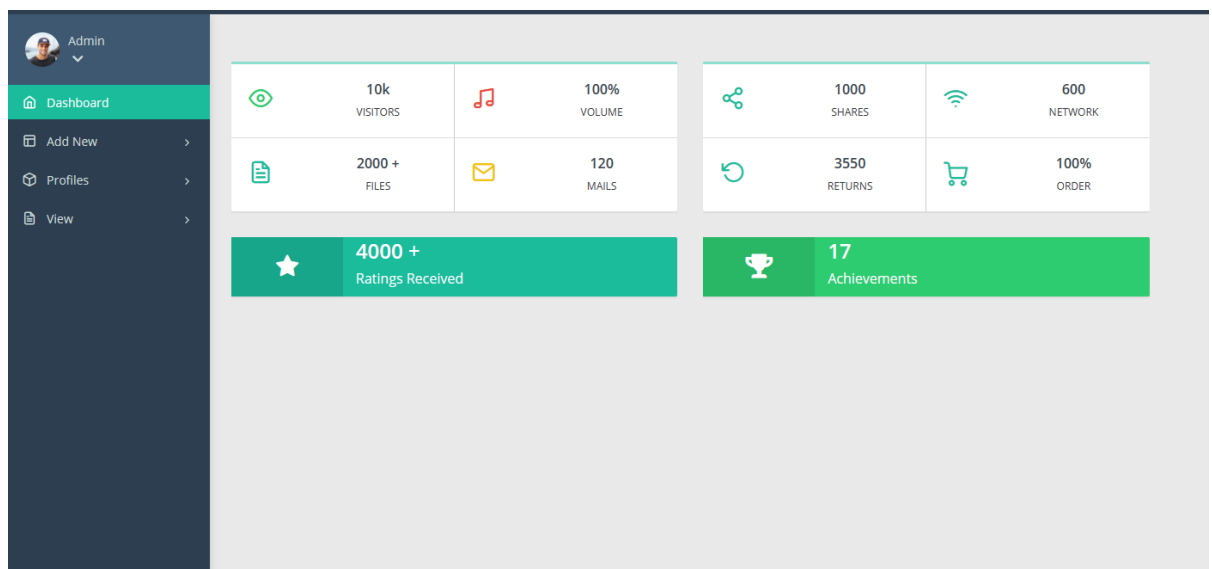 Admin
Dashboard
Add New
Profiles
View
10k
VISITORS
100%
VOLUME
1000
SHARES
600
NETWORK
2000 +
FILES
120
MAILS
3550
RETURNS
100%
ORDER
4000 +
Ratings Received
17
Achievements